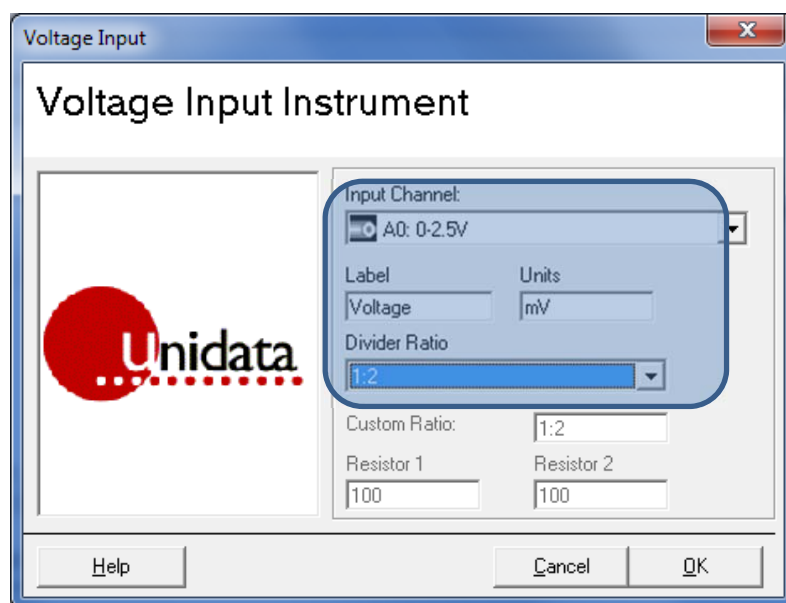 Voltage Input
Voltage Input Instrument
Unidata
Input Channel:
A0: 0-2.5V
Label Units
Voltage mV
Divider Ratio
1:2
Custom Ratio: 1:2
Resistor 1 Resistor 2
100 100
Help Cancel OK